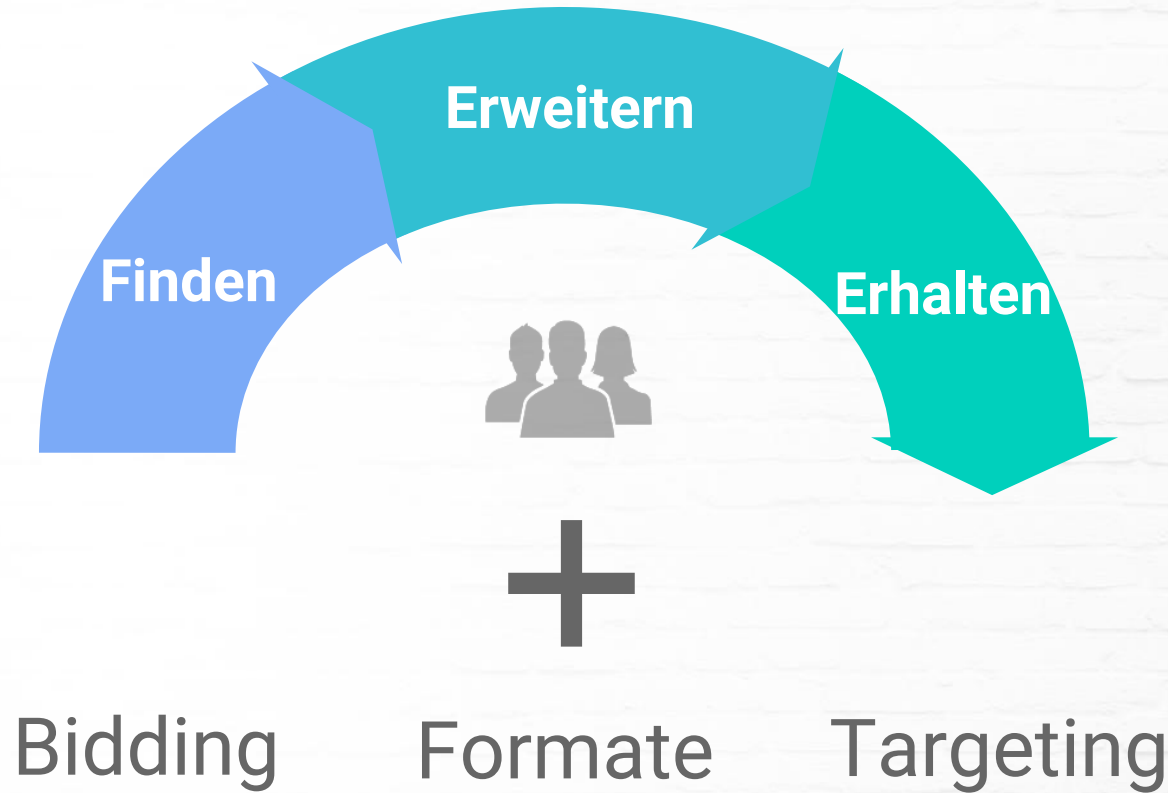 Erweitern
Finden
Erhalten
Bidding
Formate
Targeting